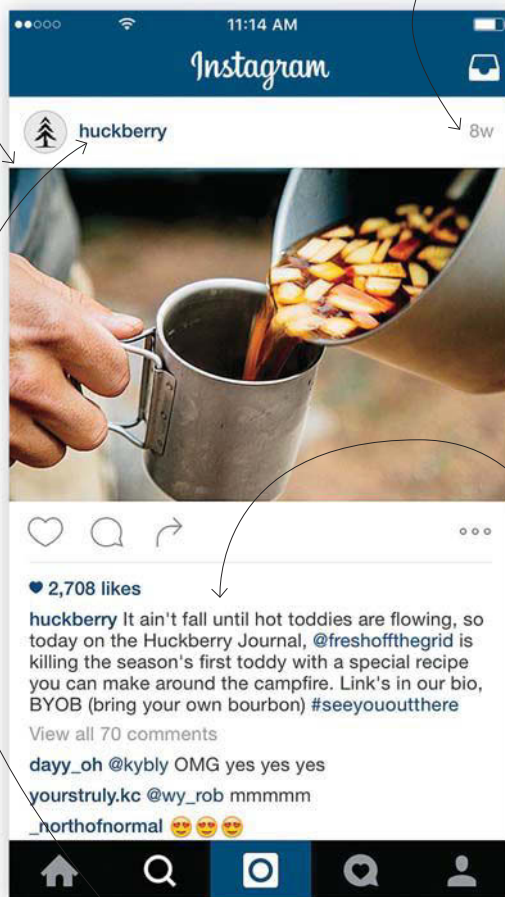 11:14 AM
Instagram
huckberry
8w
2,708 likes
huckberry It ain't fall until hot toddies are flowing, so
today on the Huckberry Journal, @freshoffthegrid is
killing the season's first toddy with a special recipe
you can make around the campfire. Link's in our bio,
BYOB (bring your own bourbon) #seeyououtthere
View all 70 comments
dayy_oh @kybly OMG yes yes yes
yourstruly.kc @wy_rob mmmmm
_northofnormal 😍😍😍